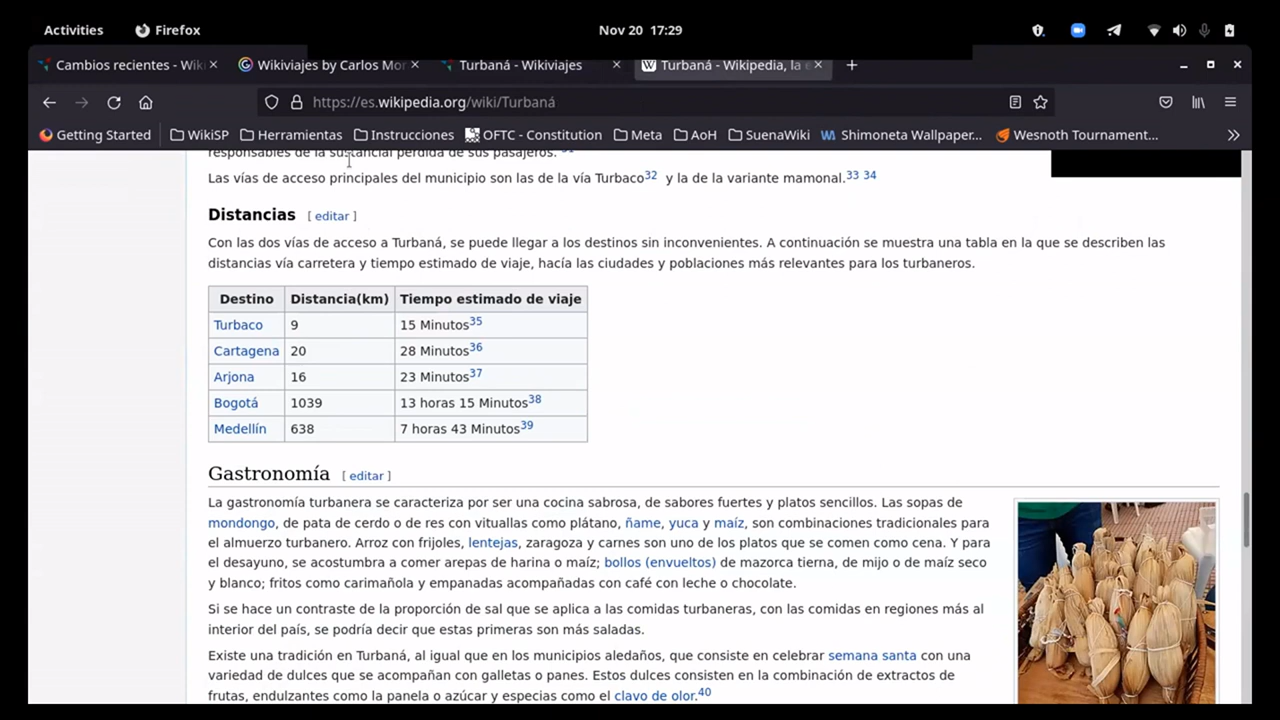 Activities Firefox Nov 20 17:29
Cambios recientes - Wiki Wikiviajes by Carlos Mor Turbaná - Wikiviajes Turbaná - Wikipedia, la e
https://es.wikipedia.org/wiki/Turbaná
Getting Started WikiSP Herramientas Instrucciones OFTC - Constitution Meta AoH SuenaWiki Shimoneta Wallpaper... Wesnoth Tournament...
responsables de la sustancial pérdida de sus pasajeros. 31
Las vías de acceso principales del municipio son las de la vía Turbaco32 y la de la variante mamonal.33 34
Distancias [ editar ]
Con las dos vías de acceso a Turbaná, se puede llegar a los destinos sin inconvenientes. A continuación se muestra una tabla en la que se describen las
distancias vía carretera y tiempo estimado de viaje, hacía las ciudades y poblaciones más relevantes para los turbaneros.
Destino Distancia(km) Tiempo estimado de viaje
Turbaco 9 15 Minutos35
Cartagena 20 28 Minutos36
Arjona 16 23 Minutos37
Bogotá 1039 13 horas 15 Minutos38
Medellín 638 7 horas 43 Minutos39
Gastronomía [ editar ]
La gastronomía turbanera se caracteriza por ser una cocina sabrosa, de sabores fuertes y platos sencillos. Las sopas de
mondongo, de pata de cerdo o de res con vituallas como plátano, ñame, yuca y maíz, son combinaciones tradicionales para
el almuerzo turbanero. Arroz con frijoles, lentejas, zaragoza y carnes son uno de los platos que se comen como cena. Y para
el desayuno, se acostumbra a comer arepas de harina o maíz; bollos (envueltos) de mazorca tierna, de mijo o de maíz seco
y blanco; fritos como carimañola y empanadas acompañadas con café con leche o chocolate.
Si se hace un contraste de la proporción de sal que se aplica a las comidas turbaneras, con las comidas en regiones más al
interior del país, se podría decir que estas primeras son más saladas.
Existe una tradición en Turbaná, al igual que en los municipios aledaños, que consiste en celebrar semana santa con una
variedad de dulces que se acompañan con galletas o panes. Estos dulces consisten en la combinación de extractos de
frutas, endulzantes como la panela o azúcar y especias como el clavo de olor.40